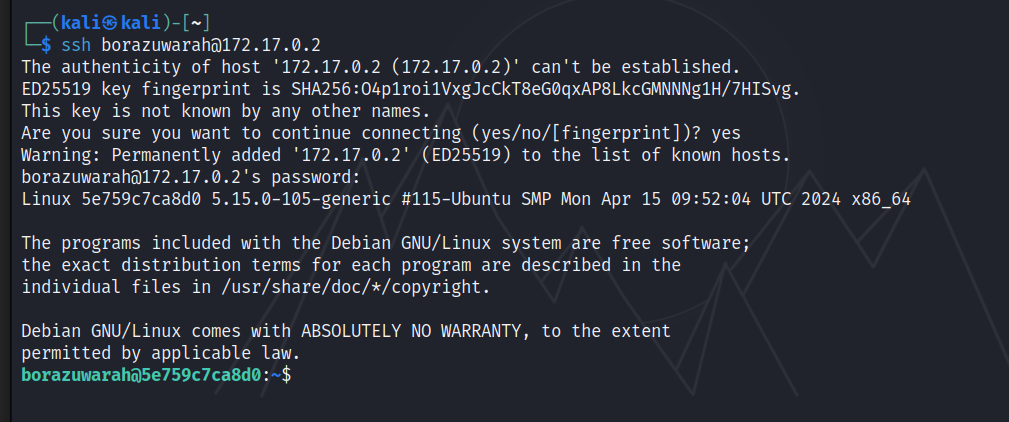 ┌──(kali㉿kali)-[~]
└─$ ssh borazuwarah@172.17.0.2
The authenticity of host '172.17.0.2 (172.17.0.2)' can't be established.
ED25519 key fingerprint is SHA256:O4p1roi1VxgJcCkT8eG0qxAP8LkcGMNNNg1H/7HISvg.
This key is not known by any other names.
Are you sure you want to continue connecting (yes/no/[fingerprint])? yes
Warning: Permanently added '172.17.0.2' (ED25519) to the list of known hosts.
borazuwarah@172.17.0.2's password:
Linux 5e759c7ca8d0 5.15.0-105-generic #115-Ubuntu SMP Mon Apr 15 09:52:04 UTC 2024 x86_64
The programs included with the Debian GNU/Linux system are free software;
the exact distribution terms for each program are described in the
individual files in /usr/share/doc/*/copyright.
Debian GNU/Linux comes with ABSOLUTELY NO WARRANTY, to the extent
permitted by applicable law.
borazuwarah@5e759c7ca8d0:~$